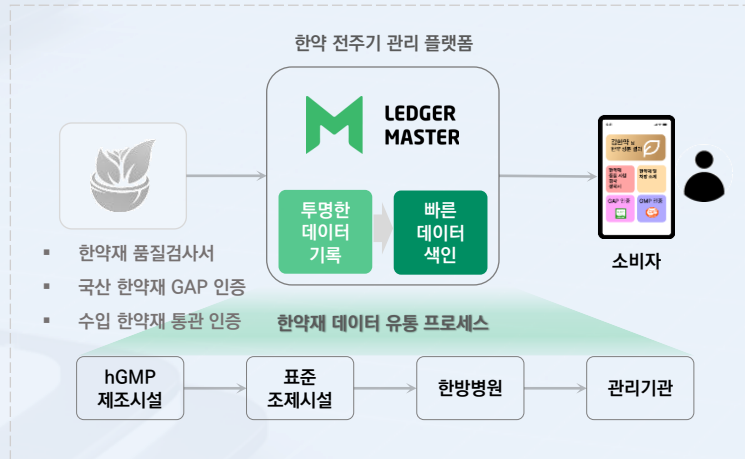 한약 전주기 관리 플랫폼
LEDGER
MASTER
투명한
데이터
기록
빠른
데이터
색인
▪ 한약재 품질검사서
▪ 국산 한약재 GAP 인증
▪ 수입 한약재 통관 인증
소비자
한약재 데이터 유통 프로세스
hGMP
제조시설
표준
조제시설
한방병원
관리기관